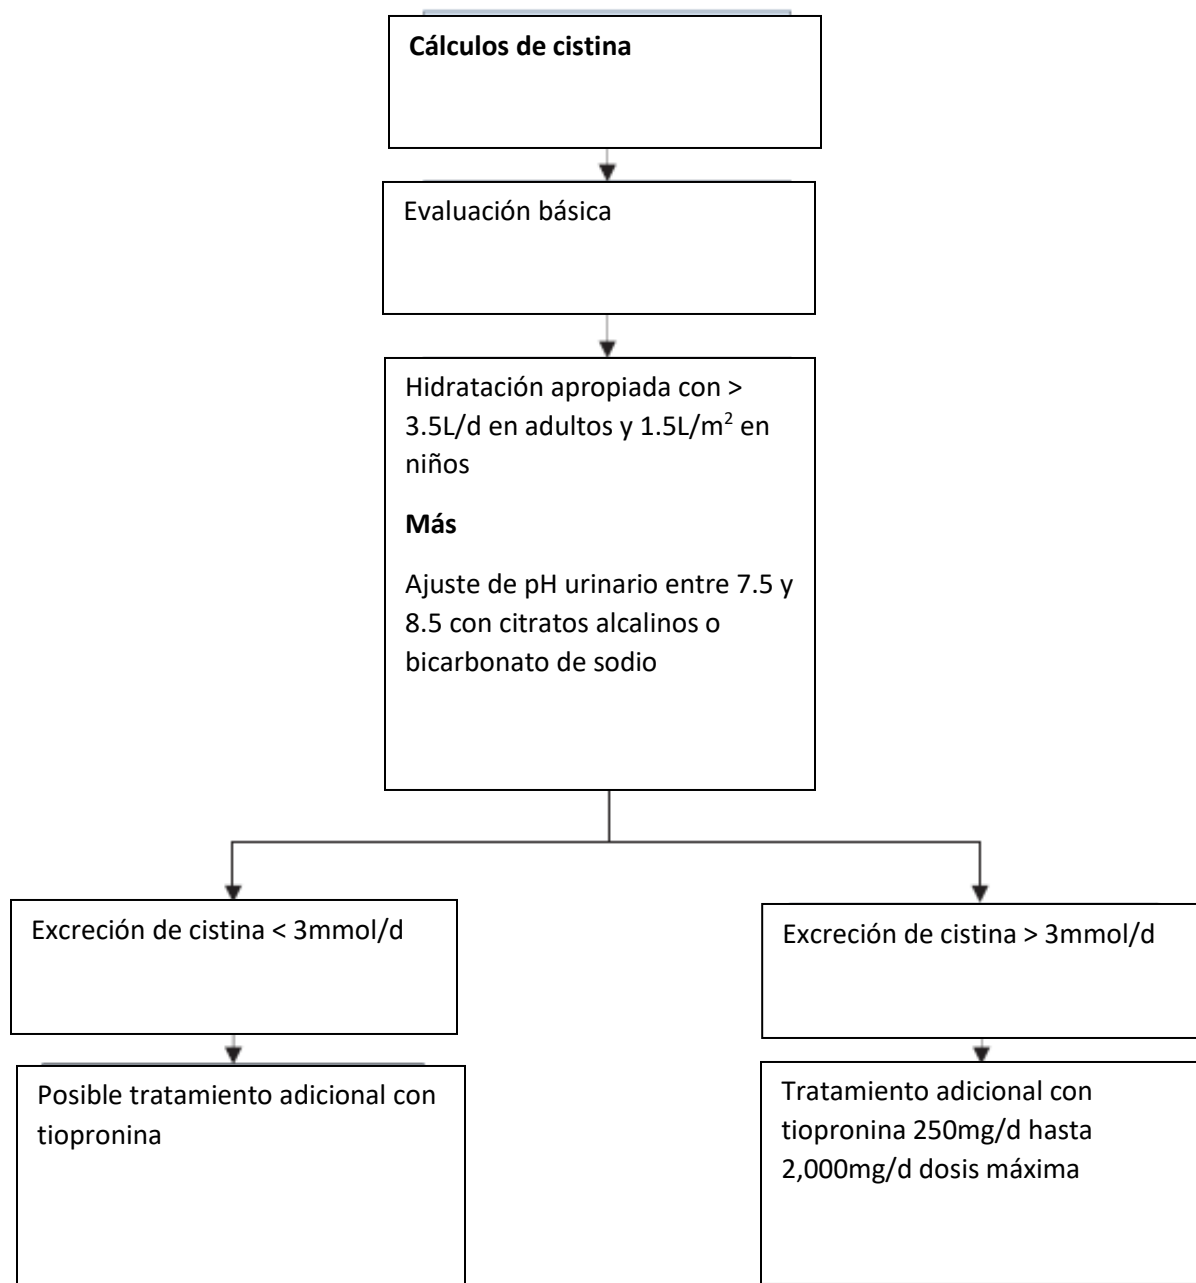 Cálculos de cistina
Evaluación básica
Hidratación apropiada con >
3.5L/d en adultos y 1.5L/m² en
niños
Más
Ajuste de pH urinario entre 7.5 y
8.5 con citratos alcalinos o
bicarbonato de sodio
Excreción de cistina < 3mmol/d
Excreción de cistina > 3mmol/d
Posible tratamiento adicional con
tiopronina
Tratamiento adicional con
tiopronina 250mg/d hasta
2,000mg/d dosis máxima